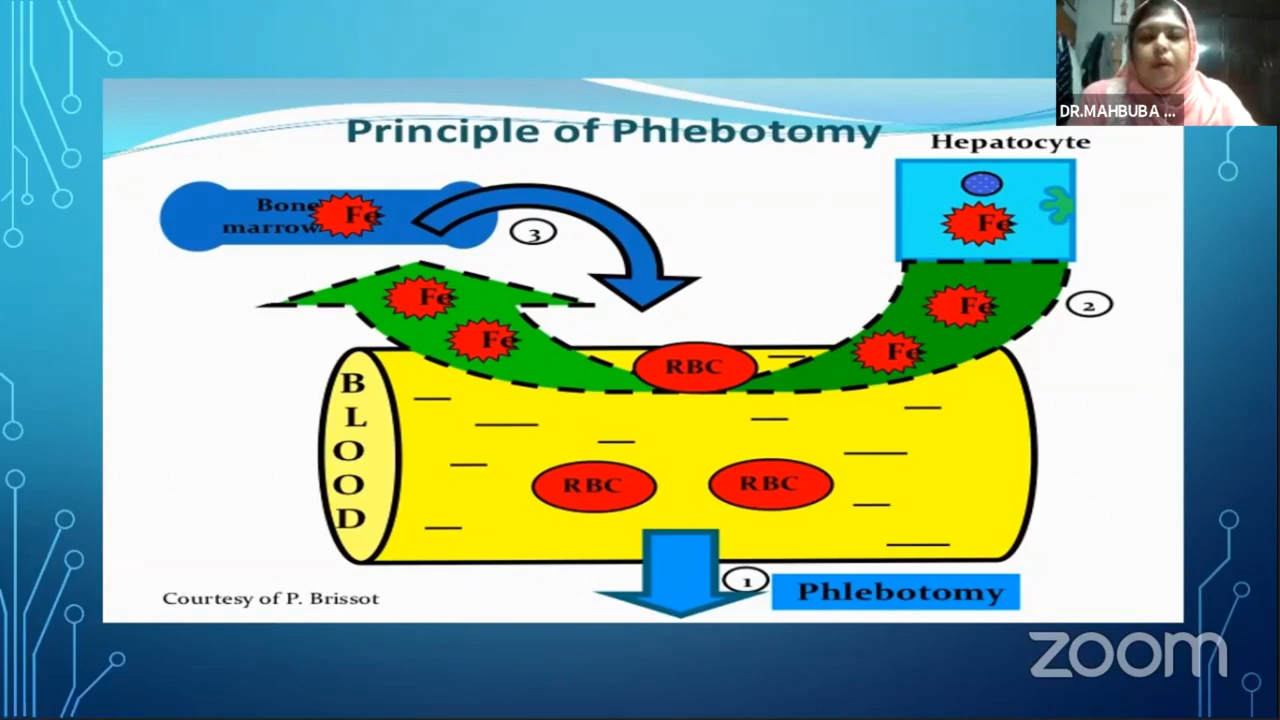 DR.MAHBUBA ...
Principle of Phlebotomy
Hepatocyte
Bone
marrow
Fe
Fe
3
Fe
Fe
Fe
Fe
2
RBC
BLOOD
RBC
RBC
1
Phlebotomy
Courtesy of P. Brissot
zoom